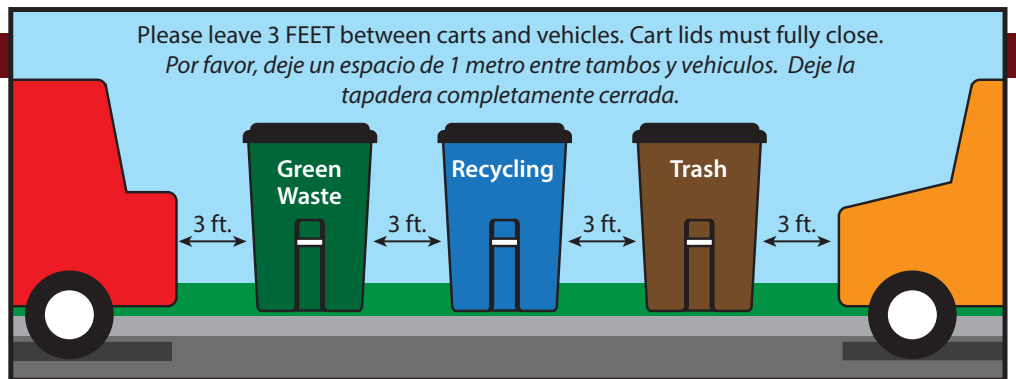 Please leave 3 FEET between carts and vehicles. Cart lids must fully close.
Por favor, deje un espacio de 1 metro entre tambos y vehiculos. Deje la
tapadera completamente cerrada.
Green
Waste
Recycling
Trash
3 ft.
3 ft.
3 ft.
3 ft.